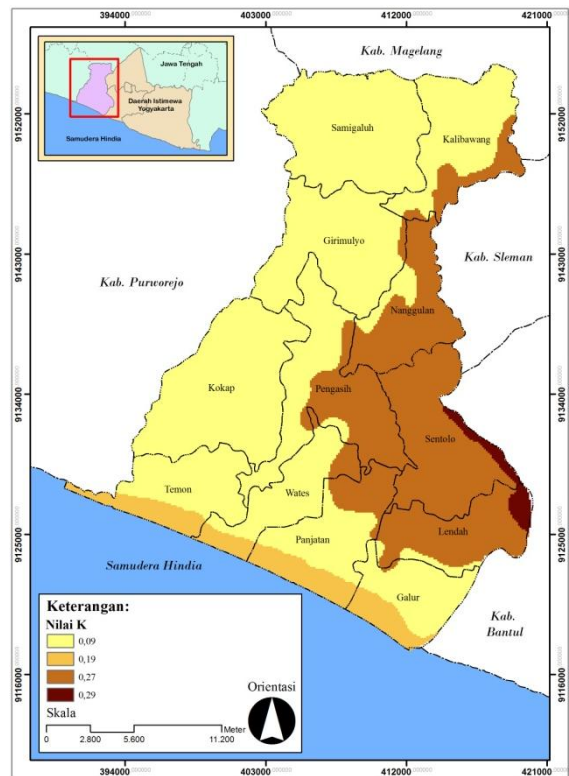 394000
403000
412000
421000
Kab. Magelang
Jawa Tengah
Daerah Istimewa
Yogyakarta
Samudera Hindia
9152000
9152000
Samigaluh
Kalibawang
Girimulyo
9143000
9143000
Kab. Sleman
Kab. Purworejo
Nanggulan
Kokap
Pengasih
9134000
9134000
Sentolo
Temon
Wates
Panjatan
Lendah
9125000
9125000
Samudera Hindia
Galur
Kab.
Bantul
Keterangan:
Nilai K
0,09
0,19
0,27
0,29
Skala
Meter
0 2.800 5.600 11.200
Orientasi
9116000
9116000
394000
403000
412000
421000